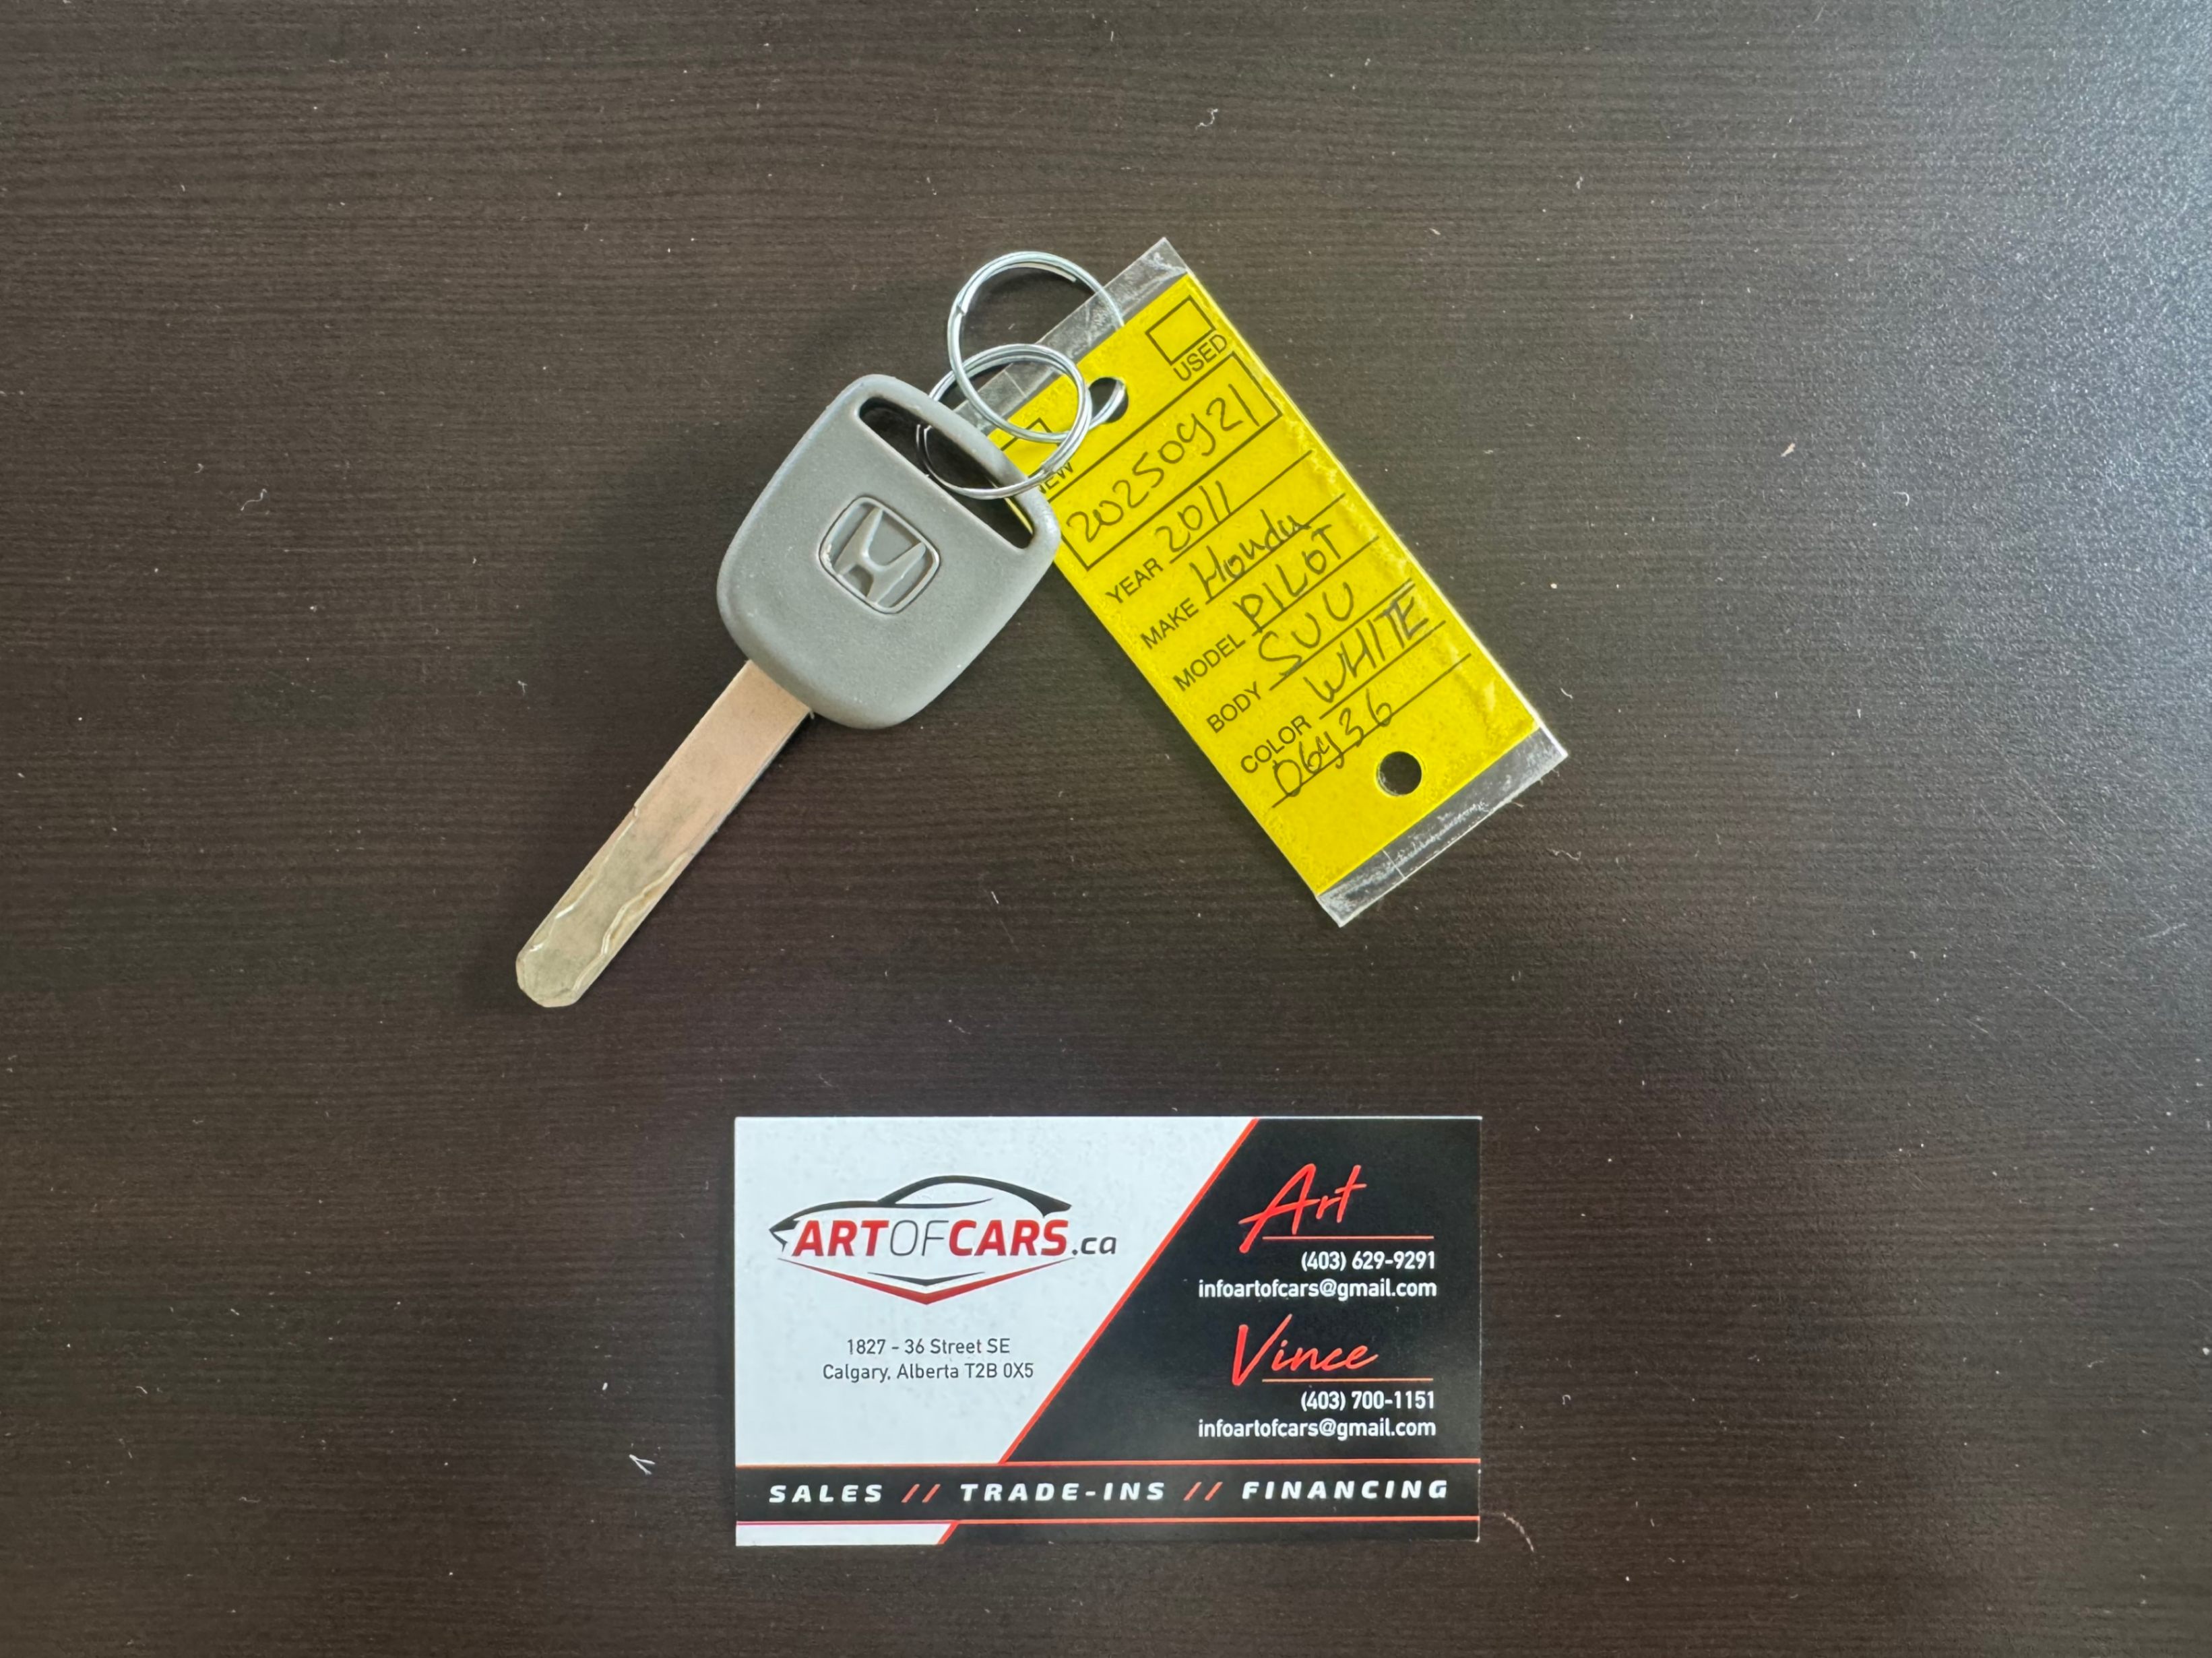 USED
NEW
20250921
YEAR 2011
MAKE Honda
MODEL PILOT
BODY SUV
COLOR WHITE
ARTOFCARS.ca
1827 - 36 Street SE
Calgary, Alberta T2B 0X5
Art
(403) 629-9291
infoartofcars@gmail.com
Vince
(403) 700-1151
infoartofcars@gmail.com
SALES // TRADE-INS // FINANCING